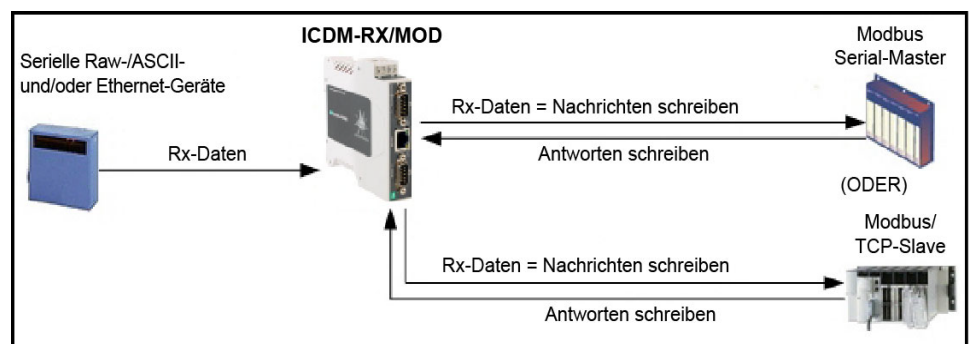 ICDM-RX/MOD
Serielle Raw-/ASCII-
und/oder Ethernet-Geräte
Rx-Daten
Modbus
Serial-Master
Rx-Daten = Nachrichten schreiben
Antworten schreiben
(ODER)
Modbus/
TCP-Slave
Rx-Daten = Nachrichten schreiben
Antworten schreiben